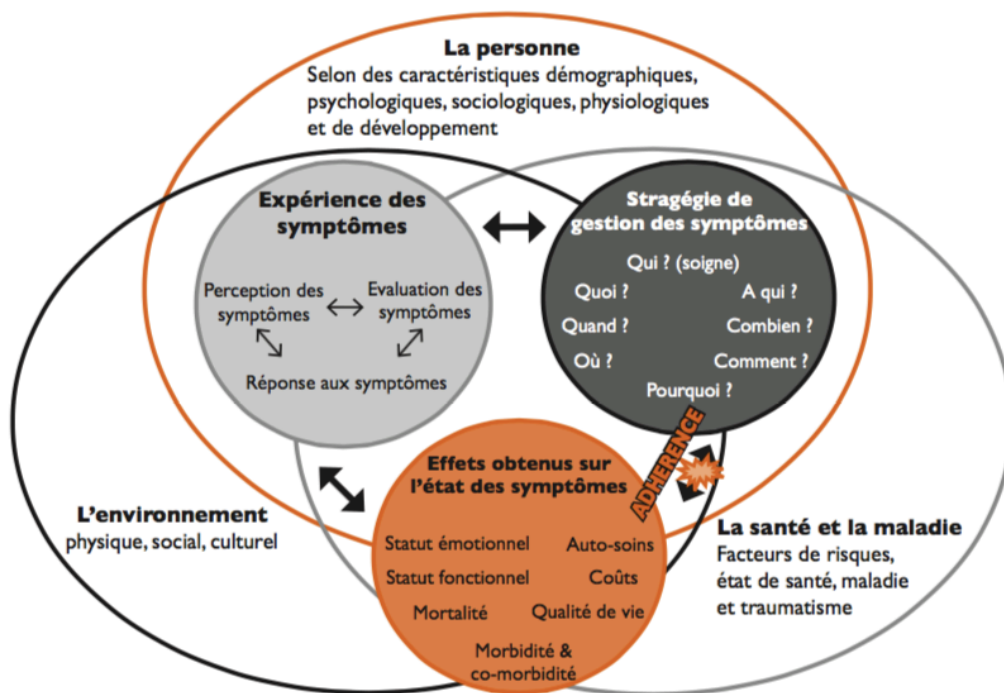 La personne
Selon des caractéristiques démographiques,
psychologiques, sociologiques, physiologiques
et de développement
Expérience des
symptômes
Perception des
symptômes
Evaluation des
symptômes
Réponse aux symptômes
Stragégie de
gestion des symptômes
Qui ? (soigne)
Quoi ?
A qui ?
Quand ?
Combien ?
Où ?
Comment ?
Pourquoi ?
ADHERENCE
Effets obtenus sur
l'état des symptômes
Statut émotionnel
Auto-soins
Statut fonctionnel
Coûts
Mortalité
Qualité de vie
Morbidité &
co-morbidité
L'environnement
physique, social, culturel
La santé et la maladie
Facteurs de risques,
état de santé, maladie
et traumatisme